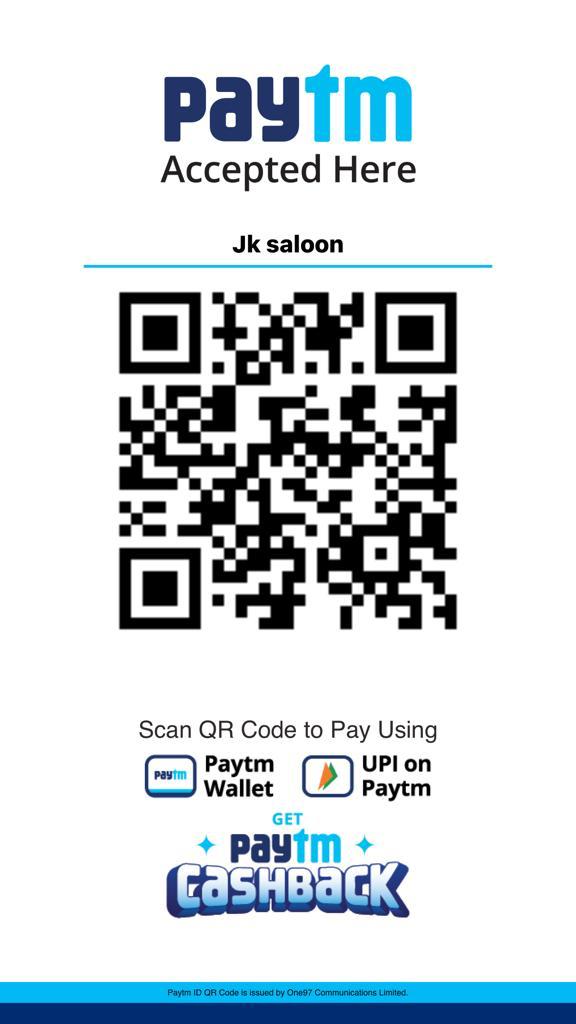 paytm
Accepted Here
Jk saloon
Scan QR Code to Pay Using
paytm
Paytm
Wallet
UPI on
Paytm
GET
paytm
CASHBACK
Paytm ID QR Code is issued by One97 Communications Limited.